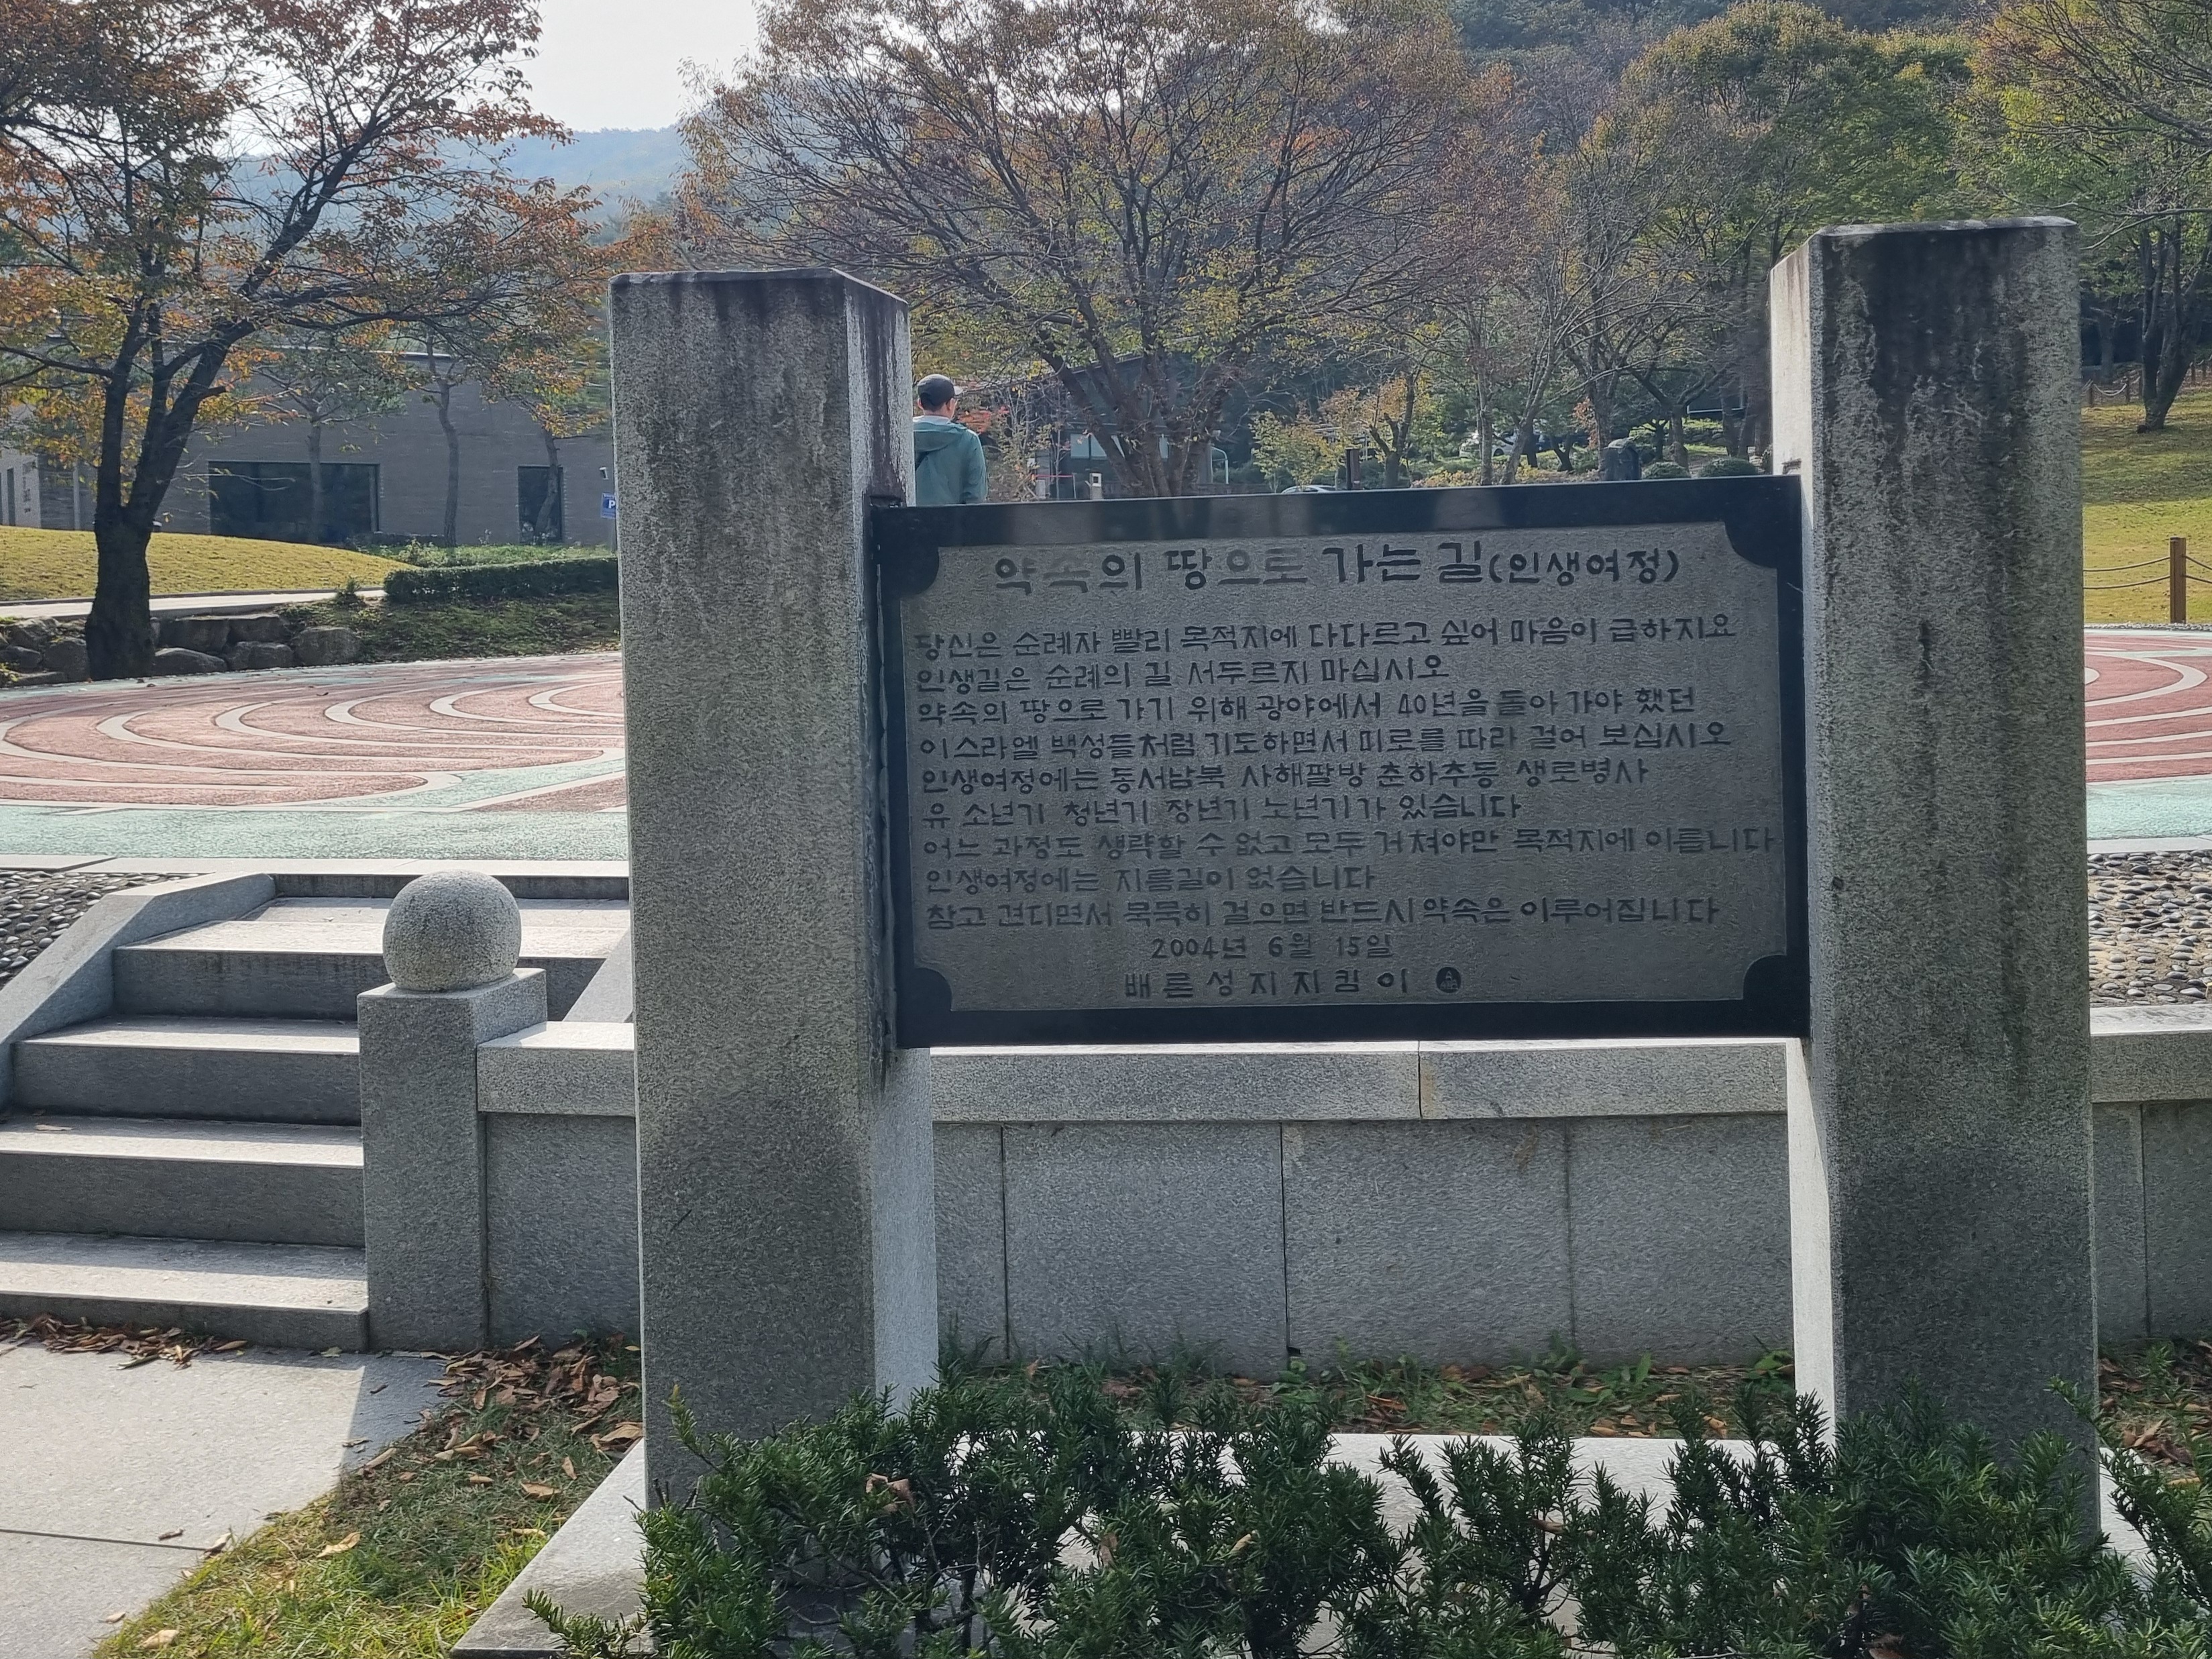 약속의 땅으로 가는 길(인생여정)
당신은 순례자 빨리 목적지에 다다르고 싶어 마음이 급하지요
인생길은 순례의 길 서두르지 마십시오
약속의 땅으로 가기 위해 광야에서 40년을 돌아 가야 했던
이스라엘 백성들처럼 기도하면서 미로를 따라 걸어 보십시오
인생여정에는 동서남북 사해팔방 춘하추동 생로병사
유 소년기 청년기 장년기 노년기가 있습니다
어느 과정도 생략할 수 없고 모두 거쳐야만 목적지에 이릅니다
인생여정에는 지름길이 없습니다
참고 견디면서 묵묵히 걸으면 반드시 약속은 이루어집니다
2004년 6월 15일
배른성지지킴이
P